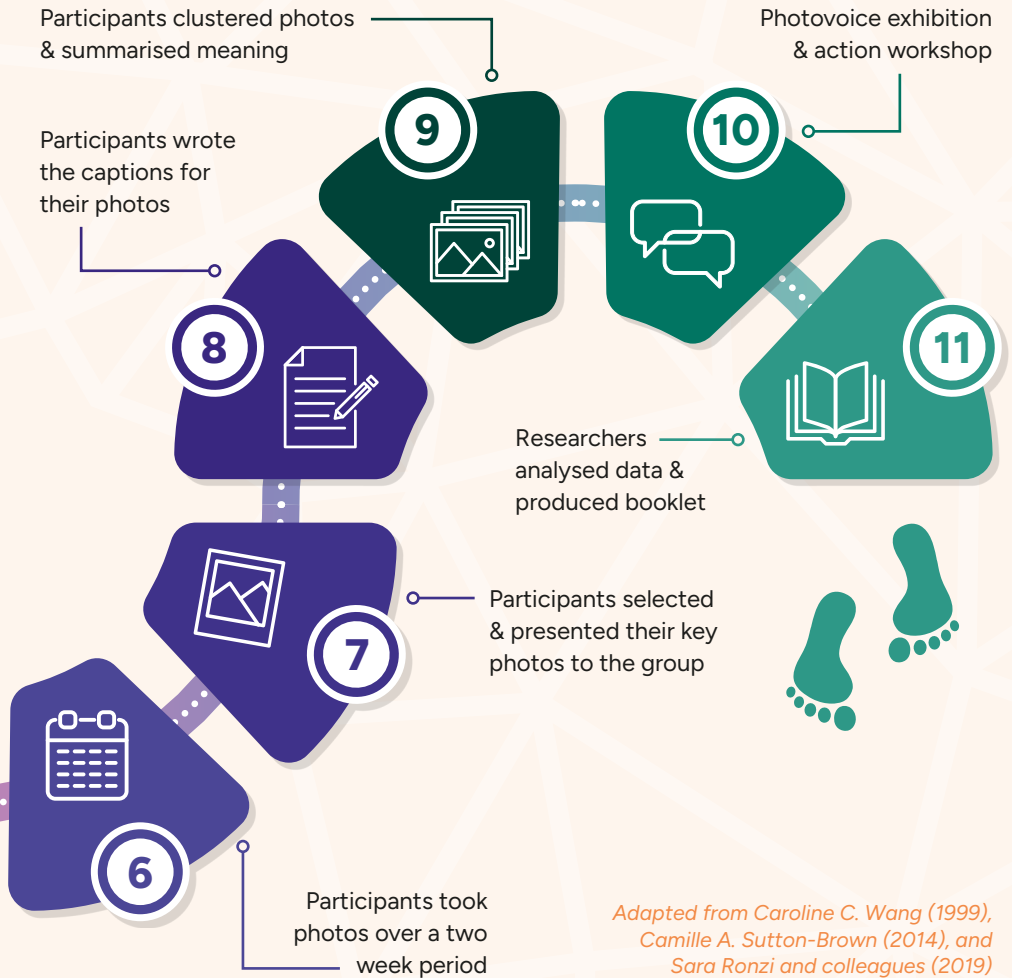 Participants clustered photos
& summarised meaning
Photovoice exhibition
& action workshop
9
10
Participants wrote
the captions for
their photos
8
11
Researchers
analysed data &
produced booklet
7
Participants selected
& presented their key
photos to the group
6
Participants took
photos over a two
week period
Adapted from Caroline C. Wang (1999),
Camille A. Sutton-Brown (2014), and
Sara Ronzi and colleagues (2019)